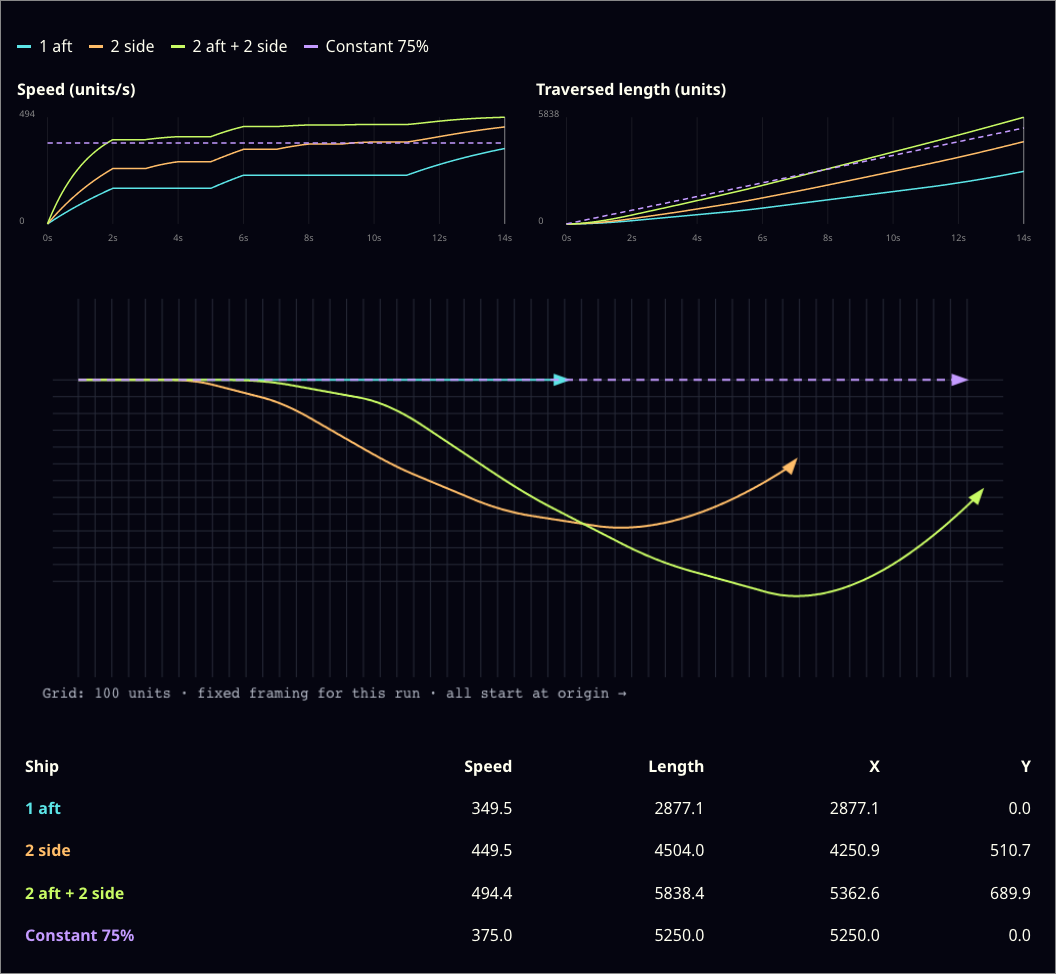 1 aft 2 side 2 aft + 2 side Constant 75%
Speed (units/s) Traversed length (units)
494 5838
0 0
0s 2s 4s 6s 8s 10s 12s 14s 0s 2s 4s 6s 8s 10s 12s 14s
Grid: 100 units · fixed framing for this run · all start at origin →
Ship Speed Length X Y
1 aft 349.5 2877.1 2877.1 0.0
2 side 449.5 4504.0 4250.9 510.7
2 aft + 2 side 494.4 5838.4 5362.6 689.9
Constant 75% 375.0 5250.0 5250.0 0.0